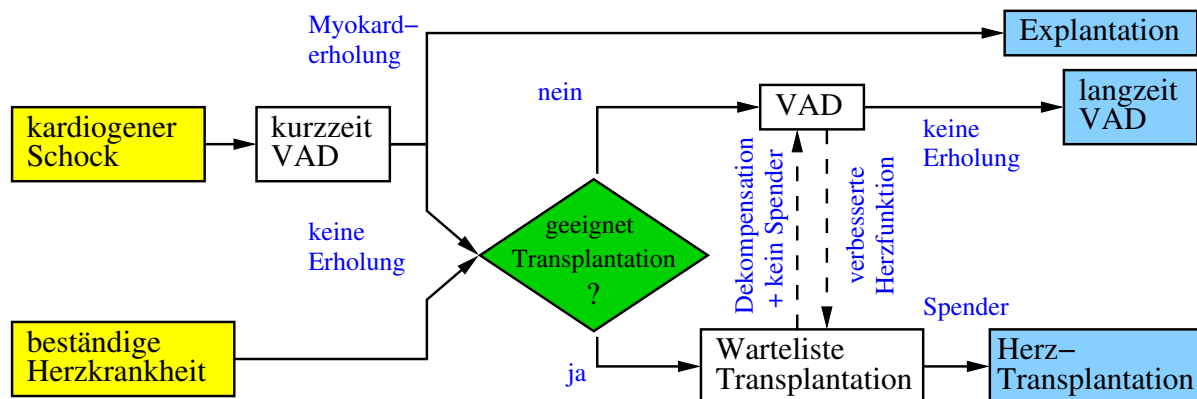 Myokard−
erholung
Explantation
nein
VAD
langzeit
VAD
kardiogener
Schock
kurzzeit
VAD
keine
Erholung
keine
Erholung
geeignet
Transplantation
?
Dekompensation
+ kein Spender
verbesserte
Herzfunktion
Spender
beständige
Herzkrankheit
ja
Warteliste
Transplantation
Herz−
Transplantation